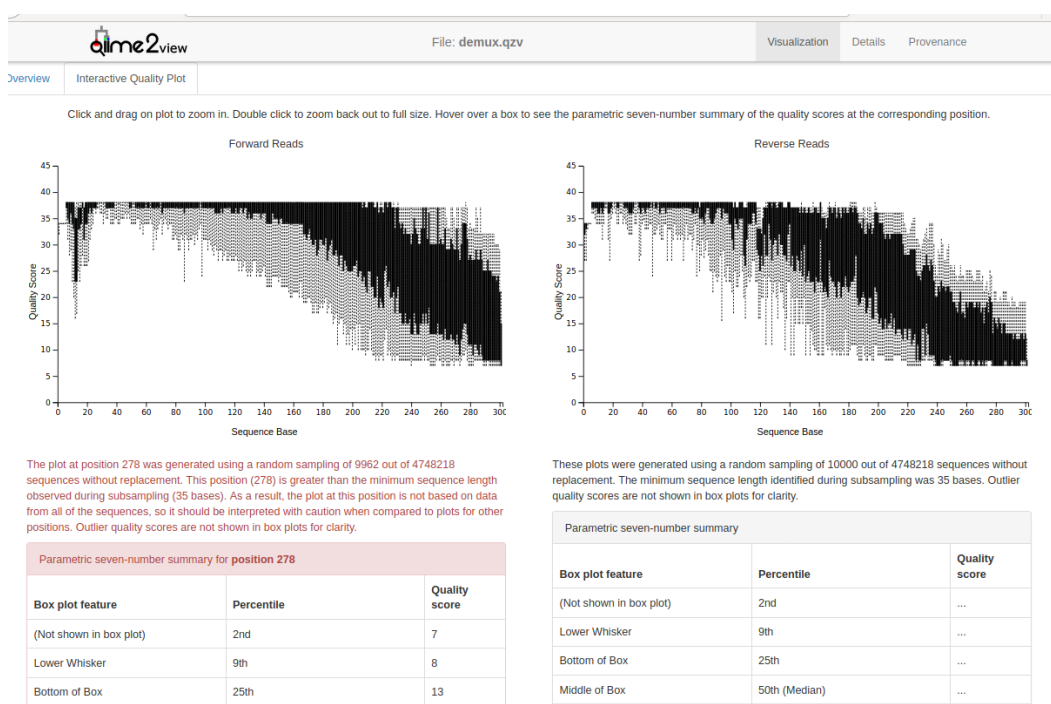 qiime2view
File: demux.qzv
Visualization Details Provenance
Overview Interactive Quality Plot
Click and drag on plot to zoom in. Double click to zoom back out to full size. Hover over a box to see the parametric seven-number summary of the quality scores at the corresponding position.
Forward Reads
45
40
35
30
25
20
15
10
5
0
Quality Score
0 20 40 60 80 100 120 140 160 180 200 220 240 260 280 300
Sequence Base
Reverse Reads
45
40
35
30
25
20
15
10
5
0
Quality Score
0 20 40 60 80 100 120 140 160 180 200 220 240 260 280 300
Sequence Base
The plot at position 278 was generated using a random sampling of 9962 out of 4748218
sequences without replacement. This position (278) is greater than the minimum sequence length
observed during subsampling (35 bases). As a result, the plot at this position is not based on data
from all of the sequences, so it should be interpreted with caution when compared to plots for other
positions. Outlier quality scores are not shown in box plots for clarity.
Parametric seven-number summary for position 278
Box plot feature Percentile Quality
score
(Not shown in box plot) 2nd 7
Lower Whisker 9th 8
Bottom of Box 25th 13
These plots were generated using a random sampling of 10000 out of 4748218 sequences without
replacement. The minimum sequence length identified during subsampling was 35 bases. Outlier
quality scores are not shown in box plots for clarity.
Parametric seven-number summary
Box plot feature Percentile Quality
score
(Not shown in box plot) 2nd ...
Lower Whisker 9th ...
Bottom of Box 25th ...
Middle of Box 50th (Median) ...